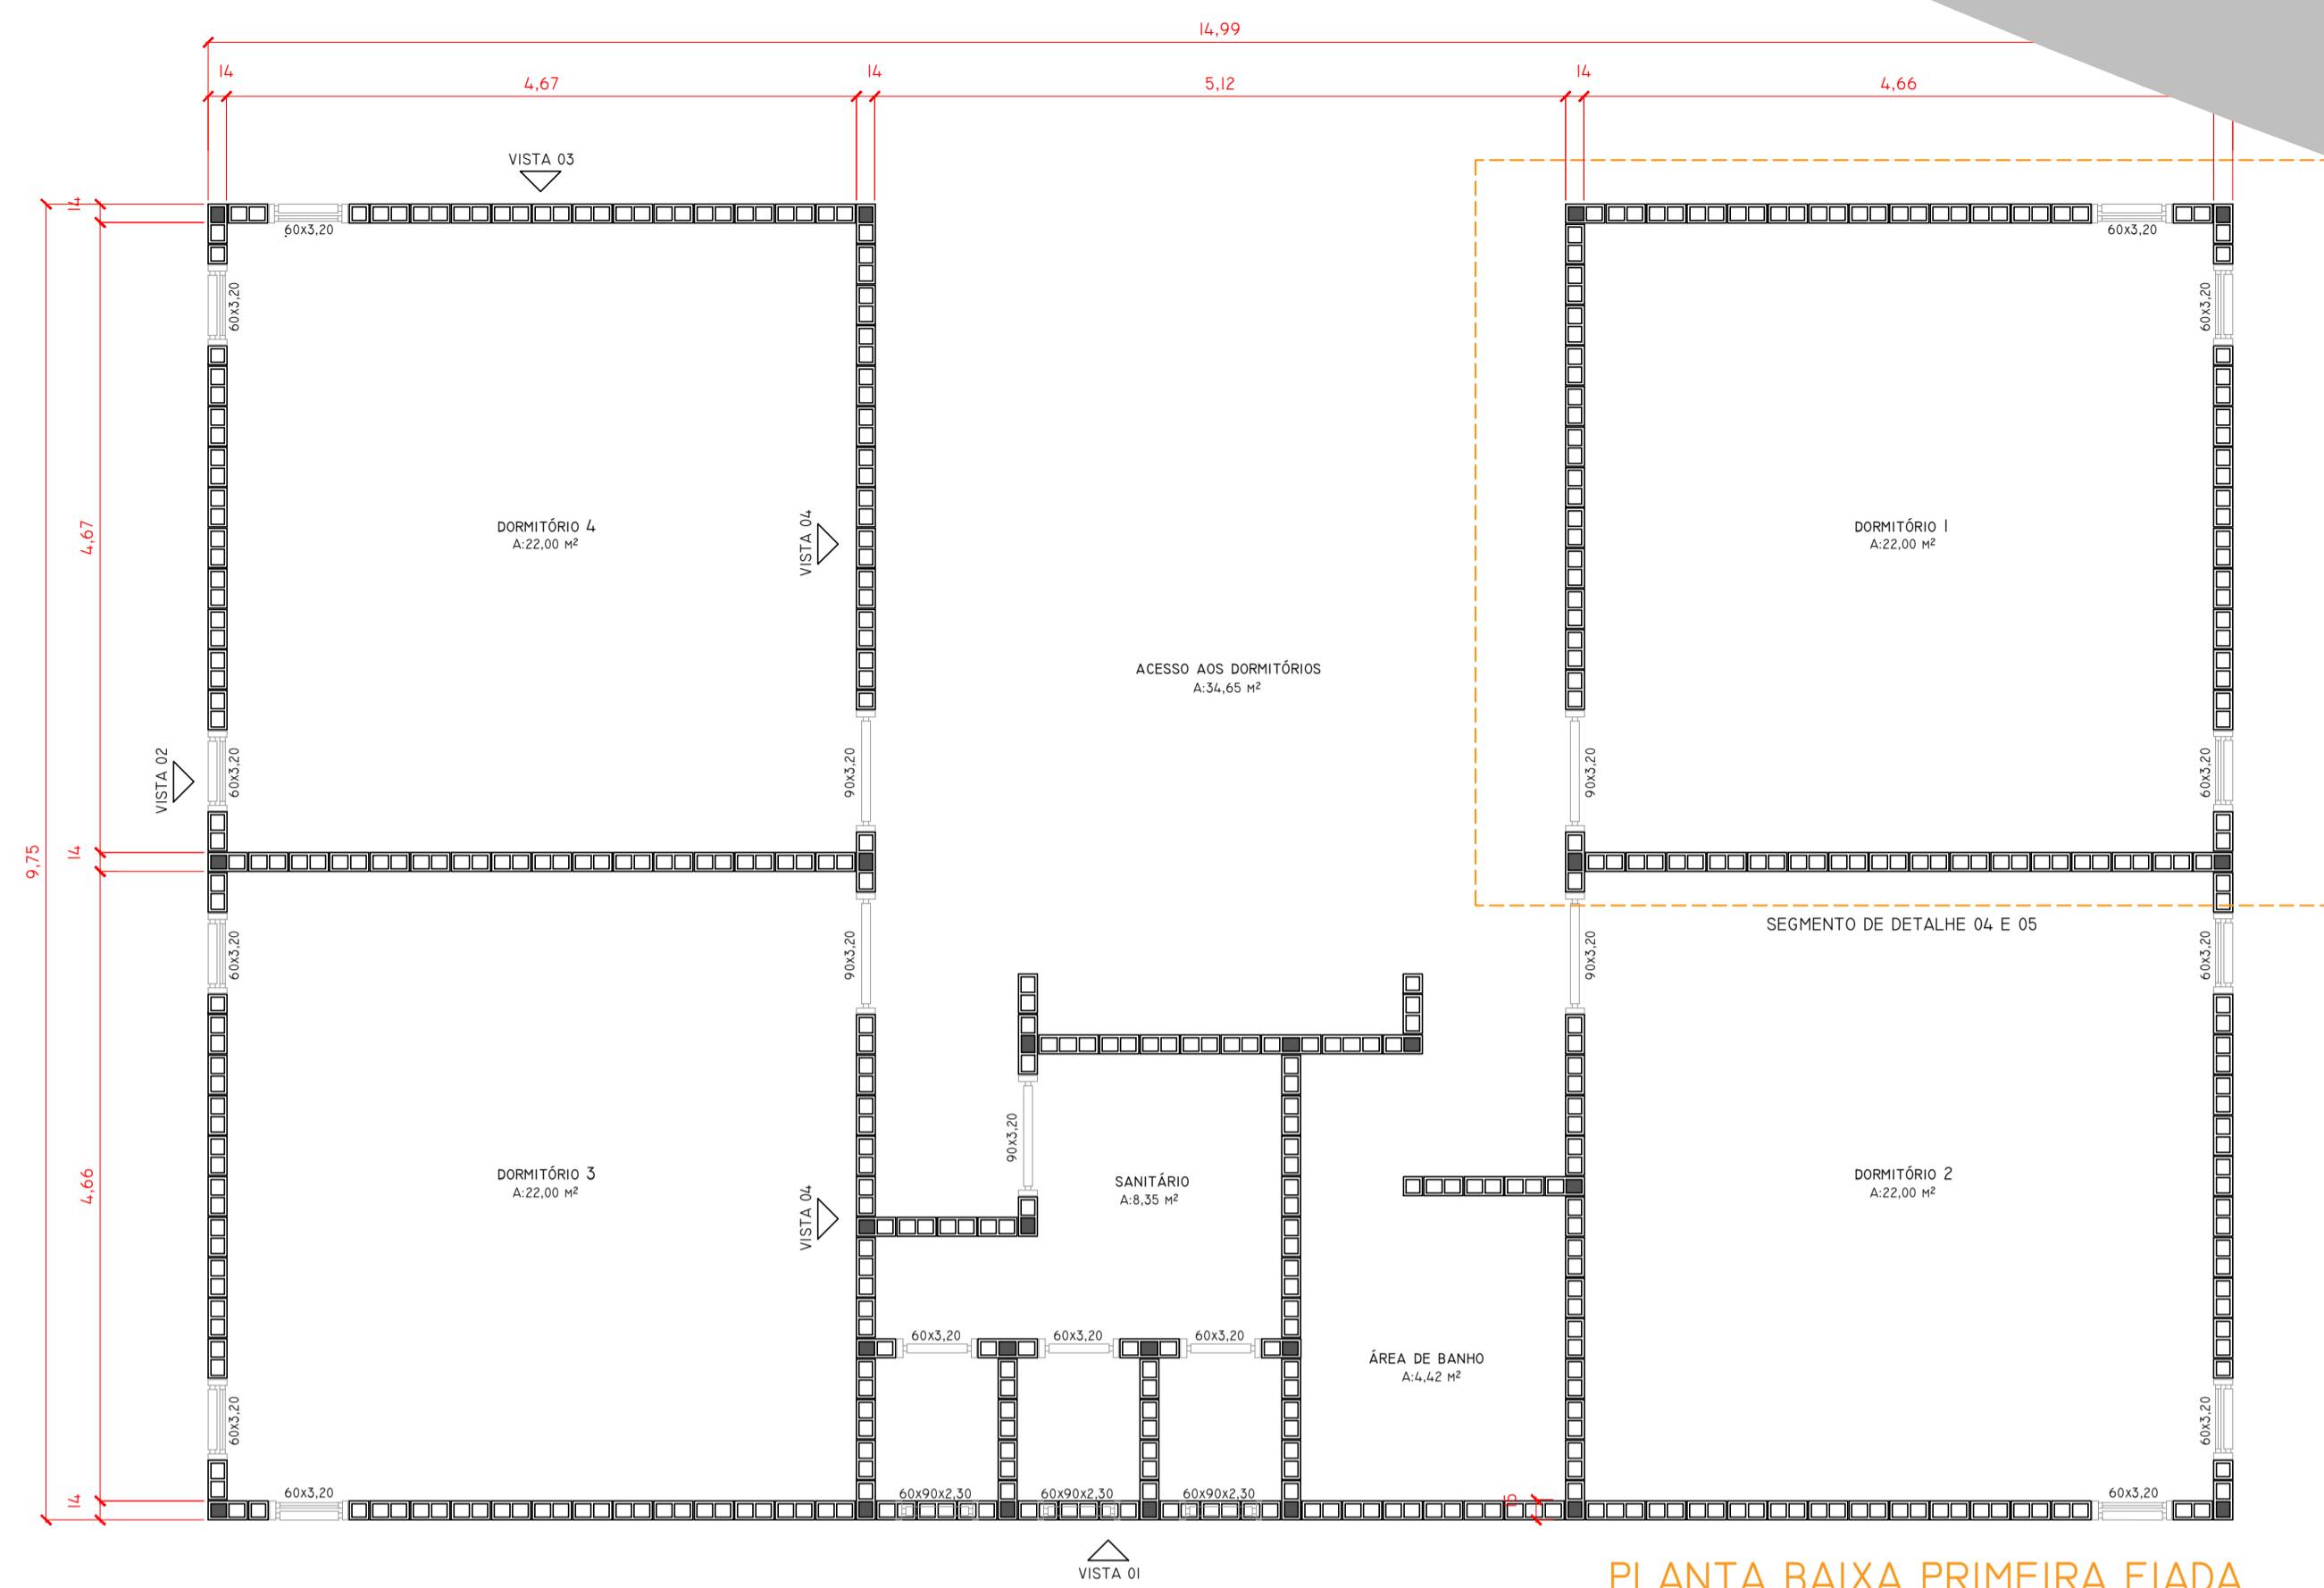 14,99
14
4,67
14
5,12
14
4,66
VISTA 03
14
60x3,20
60x3,20
60x3,20
60x3,20
4,67
DORMITÓRIO 4
A:22,00 M²
VISTA 04
DORMITÓRIO 1
A:22,00 M²
ACESSO AOS DORMITÓRIOS
A:34,65 M²
VISTA 02
60x3,20
90x3,20
90x3,20
60x3,20
9,75
14
60x3,20
90x3,20
90x3,20
SEGMENTO DE DETALHE 04 E 05
60x3,20
4,66
DORMITÓRIO 3
A:22,00 M²
VISTA 04
90x3,20
SANITÁRIO
A:8,35 M²
DORMITÓRIO 2
A:22,00 M²
60x3,20
60x3,20
60x3,20
ÁREA DE BANHO
A:4,42 M²
60x3,20
60x3,20
14
60x3,20
60x90x2,30
60x90x2,30
60x90x2,30
15
60x3,20
VISTA 01
PLANTA BAIXA PRIMEIRA FIADA